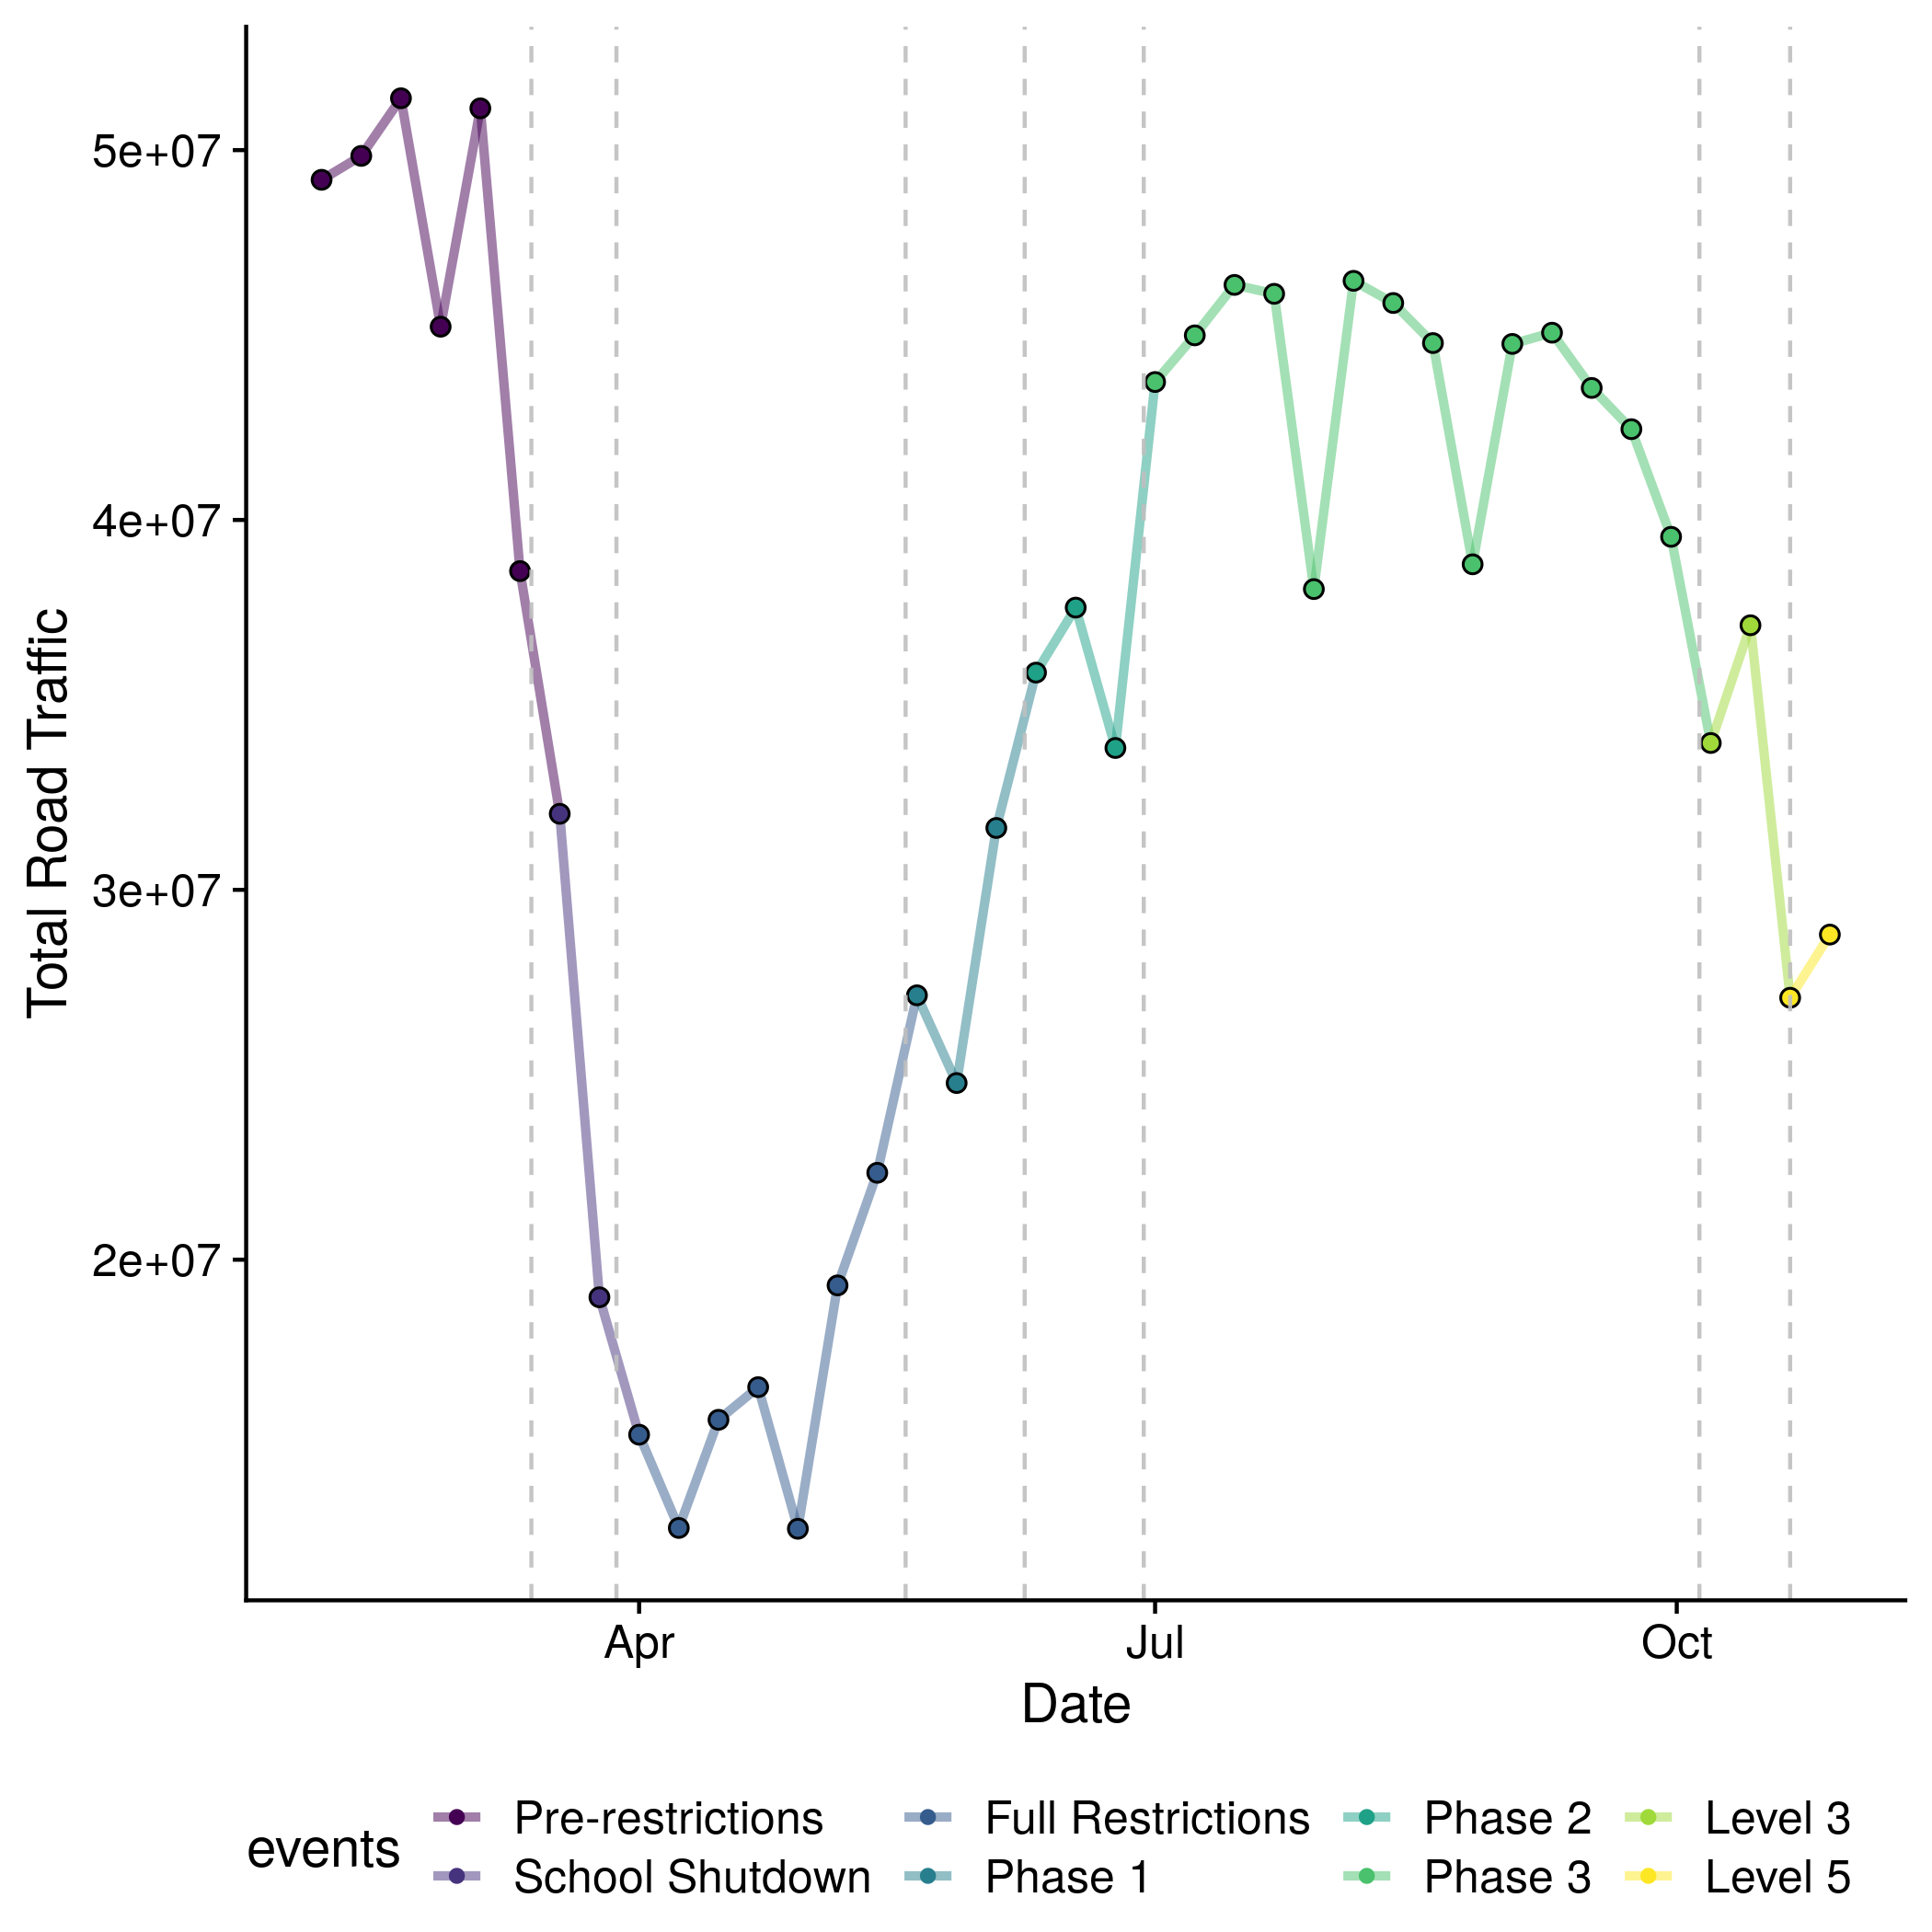 5e+07
4e+07
3e+07
2e+07
Total Road Traffic
Apr
Jul
Oct
Date
events
Pre-restrictions
School Shutdown
Full Restrictions
Phase 1
Phase 2
Phase 3
Level 3
Level 5